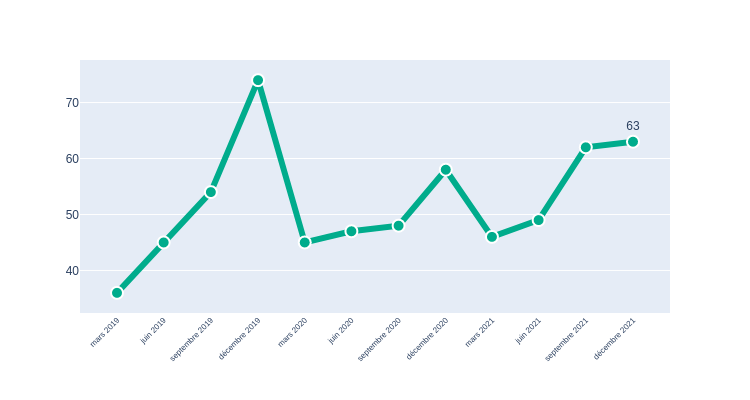 70
60
50
40
63
mars 2019
juin 2019
septembre 2019
décembre 2019
mars 2020
juin 2020
septembre 2020
décembre 2020
mars 2021
juin 2021
septembre 2021
décembre 2021